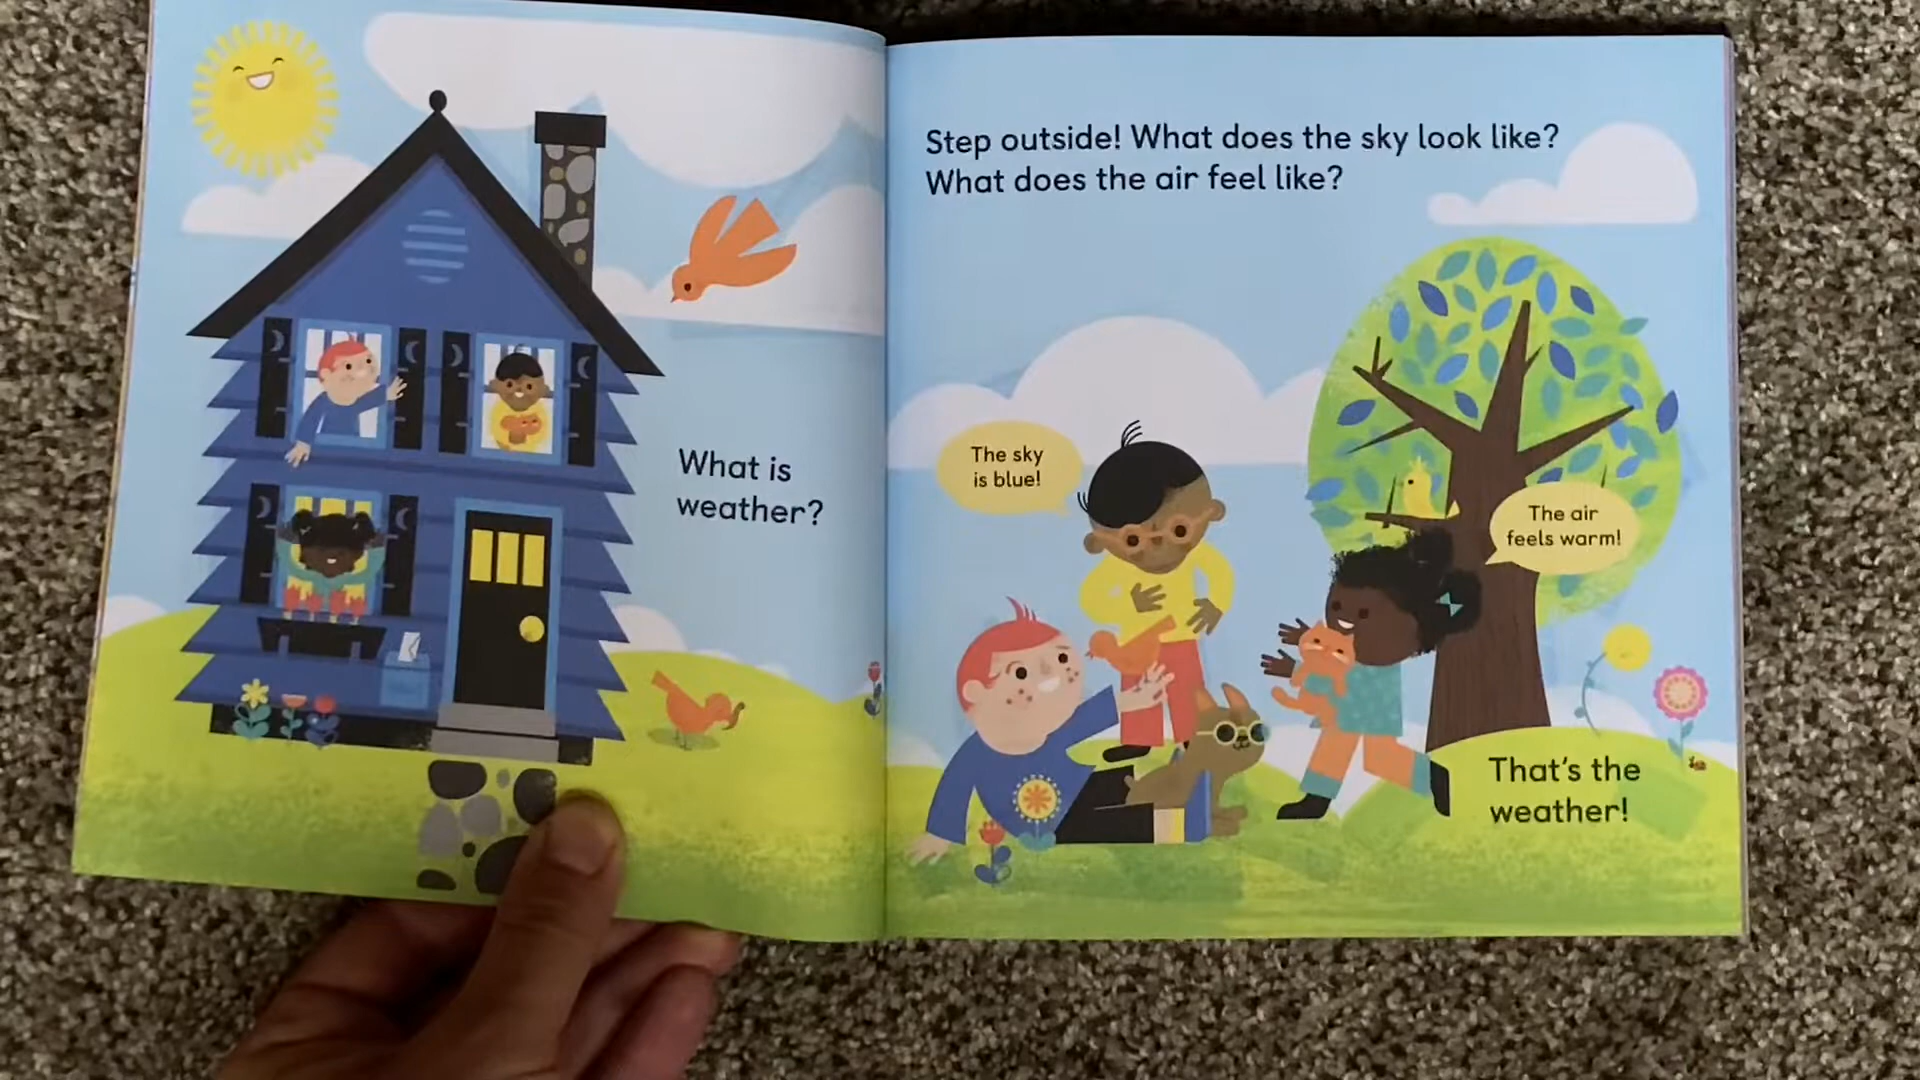 What is
weather?
Step outside! What does the sky look like?
What does the air feel like?
The sky
is blue!
The air
feels warm!
That's the
weather!